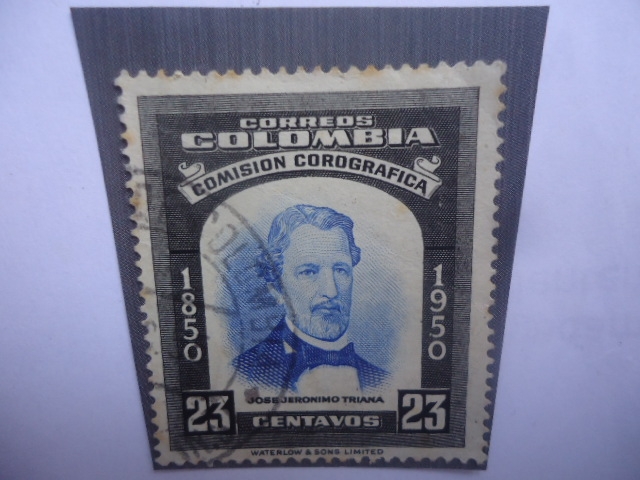 CORREOS
COLOMBIA
COMISION COROGRAFICA
1850
1950
JOSE JERONIMO TRIANA
23 CENTAVOS 23
WATERLOW & SONS LIMITED